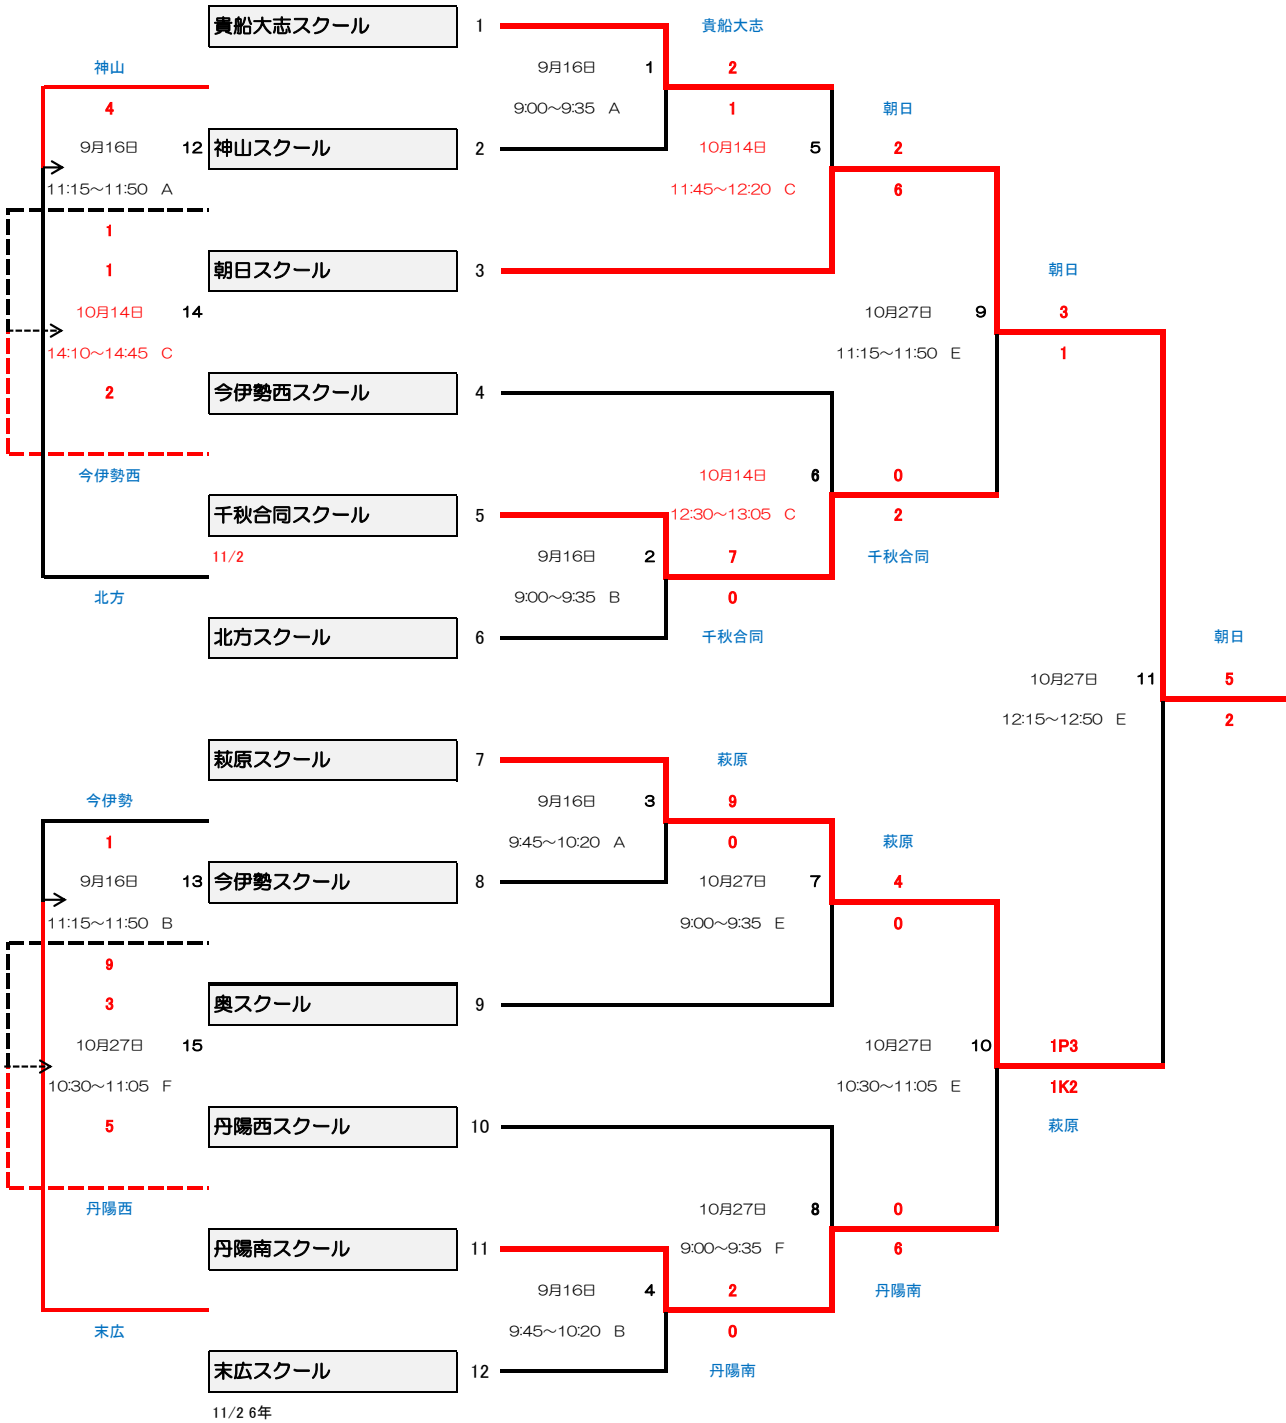 貴船大志スクール 1 貴船大志
神山 9月16日 1 2
4 9:00～9:35 A 1 朝日
9月16日 12 神山スクール 2 10月14日 5 2
11:15～11:50 A 11:45～12:20 C 6
1
1 朝日スクール 3 朝日
10月14日 14 10月27日 9 3
14:10～14:45 C 11:15～11:50 E 1
2 今伊勢西スクール 4
今伊勢西 10月14日 6 0
千秋合同スクール 5 12:30～13:05 C 2
11/2 9月16日 2 7 千秋合同
北方 9:00～9:35 B 0
北方スクール 6 千秋合同 朝日
10月27日 11 5
12:15～12:50 E 2
萩原スクール 7 萩原
今伊勢 9月16日 3 9
1 9:45～10:20 A 0 萩原
9月16日 13 今伊勢スクール 8 10月27日 7 4
11:15～11:50 B 9:00～9:35 E 0
9
3 奥スクール 9
10月27日 15 10月27日 10 1P3
10:30～11:05 F 10:30～11:05 E 1K2
5 丹陽西スクール 10 萩原
丹陽西 10月27日 8 0
丹陽南スクール 11 9:00～9:35 F 6
9月16日 4 2 丹陽南
末広 9:45～10:20 B 0
末広スクール 12 丹陽南
11/2 6年